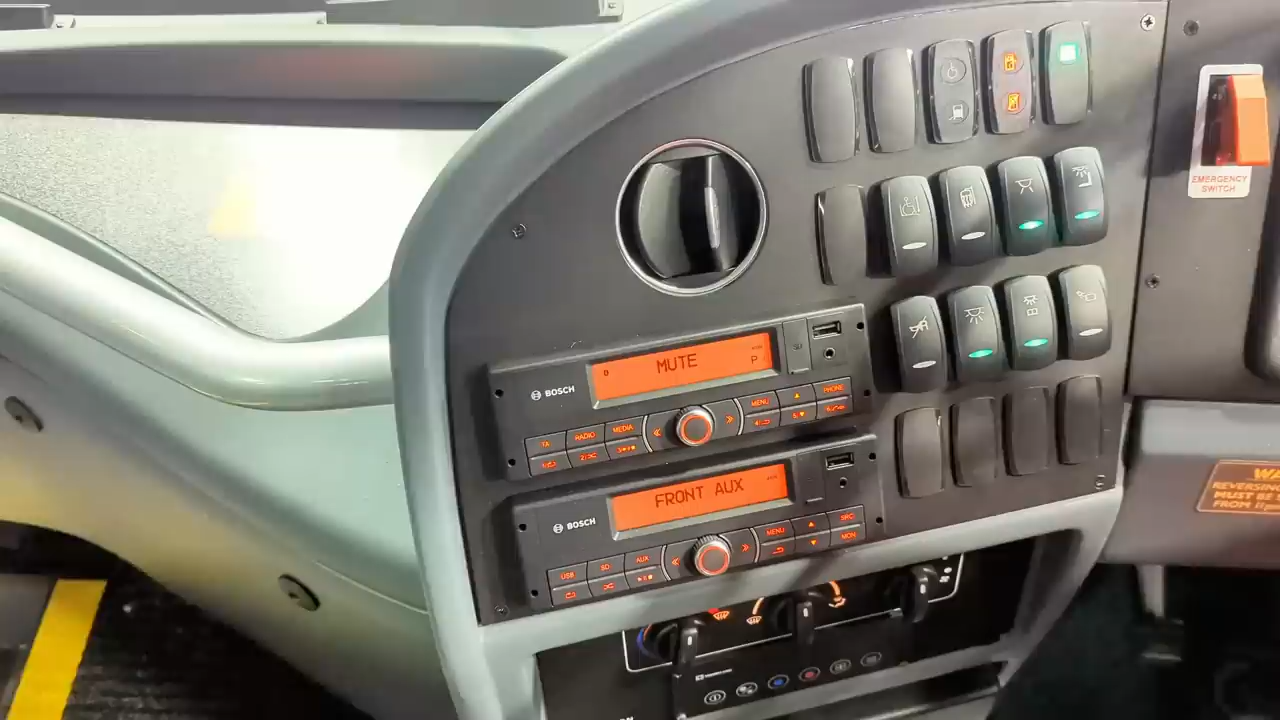 EMERGENCY
SWITCH
MUTE
P
BOSCH
TA
RADIO
MEDIA
MENU
PHONE
FRONT AUX
BOSCH
USB
SD
AUX
MENU
SRC
MON
REVERSI
MUST BE
FROM